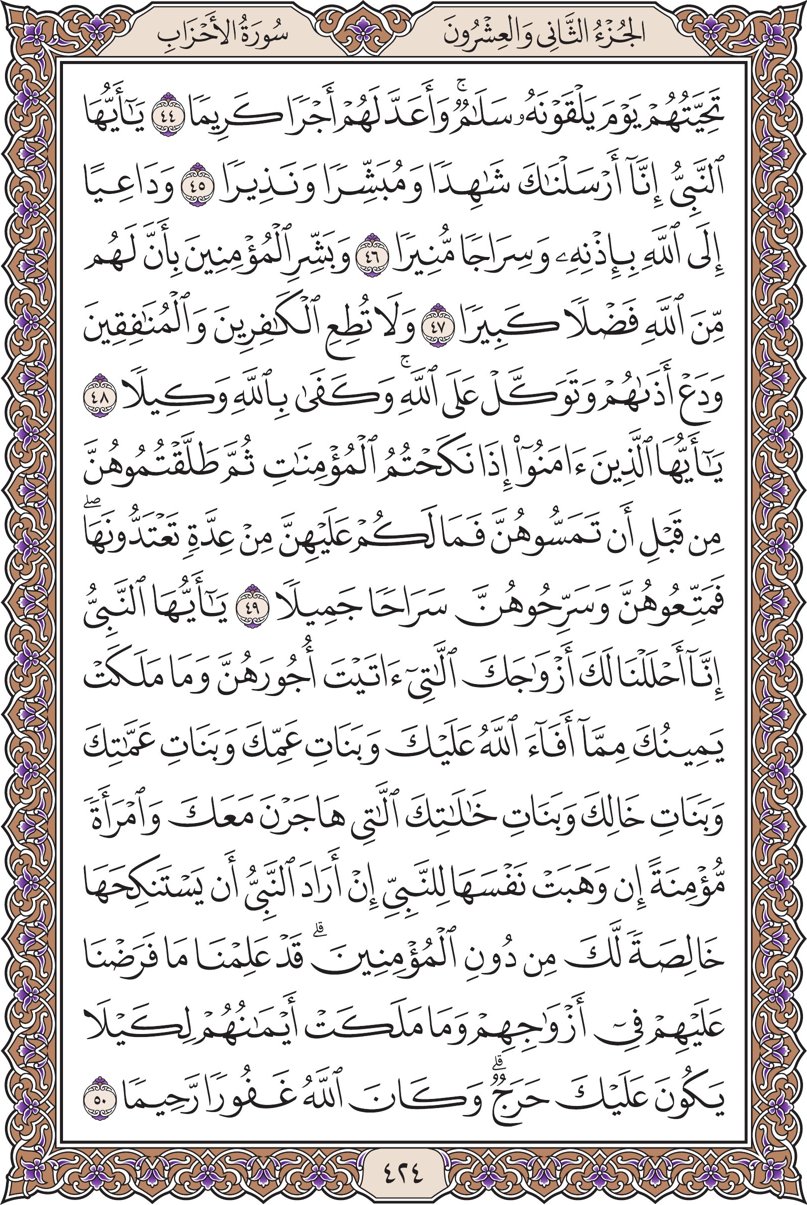 الجُزْءُ الثَّانِي وَالعِشْرُونَ
سُورَةُ الأَحْزَابِ
تَحِيَّتُهُمْ يَوْمَ يَلْقَوْنَهُۥ سَلَٰمٌۚ وَأَعَدَّ لَهُمْ أَجْرًا كَرِيمًا ٤٤ يَٰٓأَيُّهَا
ٱلنَّبِيُّ إِنَّآ أَرْسَلْنَٰكَ شَٰهِدًا وَمُبَشِّرًا وَنَذِيرًا ٤٥ وَدَاعِيًا
إِلَى ٱللَّهِ بِإِذْنِهِۦ وَسِرَاجًا مُّنِيرًا ٤٦ وَبَشِّرِ ٱلْمُؤْمِنِينَ بِأَنَّ لَهُم
مِّنَ ٱللَّهِ فَضْلًا كَبِيرًا ٤٧ وَلَا تُطِعِ ٱلْكَٰفِرِينَ وَٱلْمُنَٰفِقِينَ
وَدَعْ أَذَىٰهُمْ وَتَوَكَّلْ عَلَى ٱللَّهِۚ وَكَفَىٰ بِٱللَّهِ وَكِيلًا ٤٨
يَٰٓأَيُّهَا ٱلَّذِينَ ءَامَنُوٓا۟ إِذَا نَكَحْتُمُ ٱلْمُؤْمِنَٰتِ ثُمَّ طَلَّقْتُمُوهُنَّ
مِن قَبْلِ أَن تَمَسُّوهُنَّ فَمَا لَكُمْ عَلَيْهِنَّ مِنْ عِدَّةٍ تَعْتَدُّونَهَاۖ
فَمَتِّعُوهُنَّ وَسَرِّحُوهُنَّ سَرَاحًا جَمِيلًا ٤٩ يَٰٓأَيُّهَا ٱلنَّبِيُّ
إِنَّآ أَحْلَلْنَا لَكَ أَزْوَٰجَكَ ٱلَّٰتِيٓ ءَاتَيْتَ أُجُورَهُنَّ وَمَا مَلَكَتْ
يَمِينُكَ مِمَّآ أَفَآءَ ٱللَّهُ عَلَيْكَ وَبَنَاتِ عَمِّكَ وَبَنَاتِ عَمَّٰتِكَ
وَبَنَاتِ خَالِكَ وَبَنَاتِ خَٰلَٰتِكَ ٱلَّٰتِي هَاجَرْنَ مَعَكَ وَٱمْرَأَةً
مُّؤْمِنَةً إِن وَهَبَتْ نَفْسَهَا لِلنَّبِيِّ إِنْ أَرَادَ ٱلنَّبِيُّ أَن يَسْتَنكِحَهَا
خَالِصَةً لَّكَ مِن دُونِ ٱلْمُؤْمِنِينَۗ قَدْ عَلِمْنَا مَا فَرَضْنَا
عَلَيْهِمْ فِيٓ أَزْوَٰجِهِمْ وَمَا مَلَكَتْ أَيْمَٰنُهُمْ لِكَيْلَا
يَكُونَ عَلَيْكَ حَرَجٌۗ وَكَانَ ٱللَّهُ غَفُورًا رَّحِيمًا ٥٠
٤٢٤